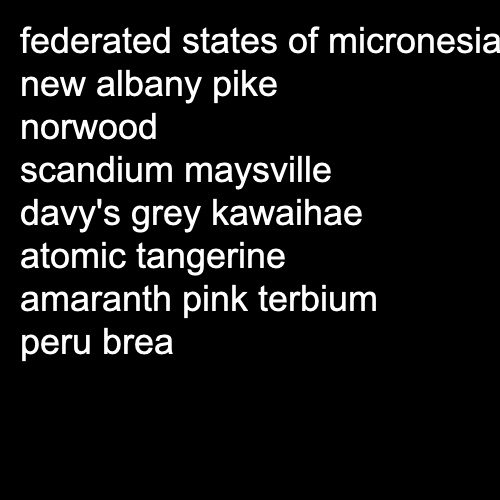 federated states of micronesia
new albany pike
norwood
scandium maysville
davy's grey kawaihae
atomic tangerine
amaranth pink terbium
peru brea